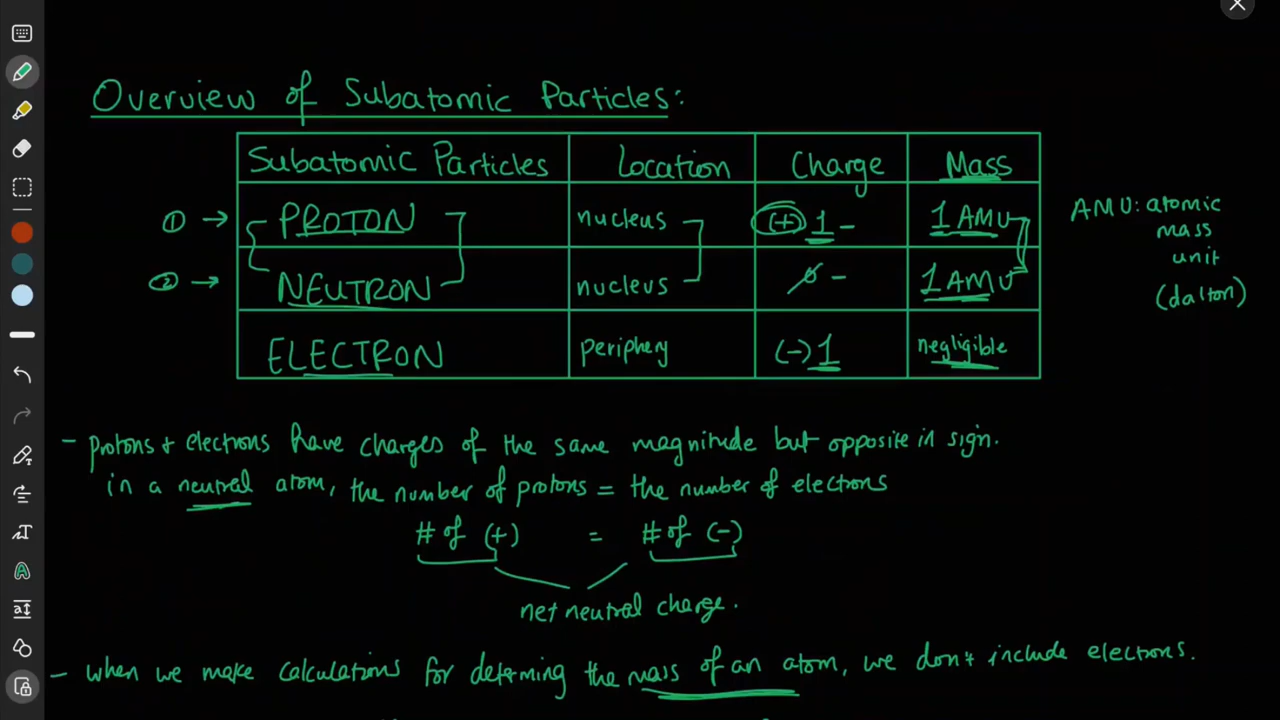 Overview of Subatomic Particles:
Subatomic Particles Location Charge Mass
① → PROTON nucleus (+) 1 - 1 AMU
② → NEUTRON nucleus ∅ - 1 AMU
ELECTRON periphery (-) 1 negligible
AMU: atomic
mass
unit
(dalton)
- protons + electrons have charges of the same magnitude but opposite in sign.
in a neutral atom, the number of protons = the number of electrons
# of (+) = # of (-)
net neutral charge.
- when we make calculations for determing the mass of an atom, we don't include electrons.